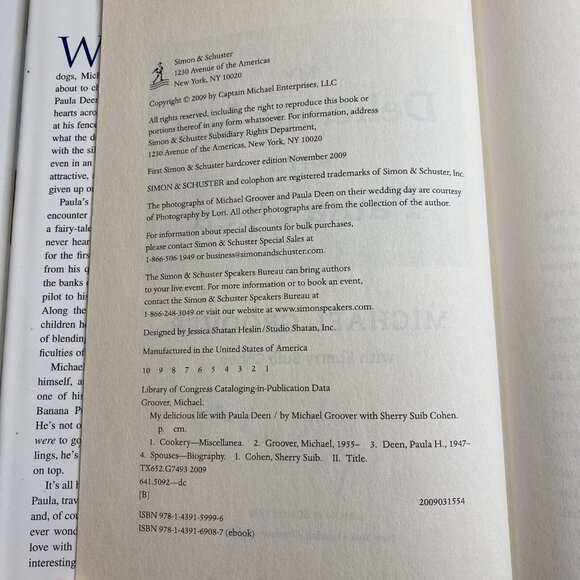 W
dogs, Mich
about to ch
Paula Deen
hearts acros
at his fence
what the d
with the sil
even in an
attractive, a
given up on
Paula's
encounter
a fairy-tale
never hear
for the firs
from his q
the banks
pilot to his
Along the
children h
of blending
ficulties of
Michae
himself, a
one of his
Banana P
He's not o
were to go
lings, he's
on top.
It's all h
Paula, trav
and, of cou
ever wond
love with
interesting
Simon & Schuster
1230 Avenue of the Americas
New York, NY 10020
Copyright © 2009 by Captain Michael Enterprises, LLC
All rights reserved, including the right to reproduce this book or
portions thereof in any form whatsoever. For information, address
Simon & Schuster Subsidiary Rights Department,
1230 Avenue of the Americas, New York, NY 10020
First Simon & Schuster hardcover edition November 2009
SIMON & SCHUSTER and colophon are registered trademarks of Simon & Schuster, Inc.
The photographs of Michael Groover and Paula Deen on their wedding day are courtesy
of Photography by Lori. All other photographs are from the collection of the author.
For information about special discounts for bulk purchases,
please contact Simon & Schuster Special Sales at
1-866-506-1949 or business@simonandschuster.com.
The Simon & Schuster Speakers Bureau can bring authors
to your live event. For more information or to book an event,
contact the Simon & Schuster Speakers Bureau at
1-866-248-3049 or visit our website at www.simonspeakers.com.
Designed by Jessica Shatan Heslin/Studio Shatan, Inc.
Manufactured in the United States of America
10 9 8 7 6 5 4 3 2 1
Library of Congress Cataloging-in-Publication Data
Groover, Michael.
My delicious life with Paula Deen / by Michael Groover with Sherry Suib Cohen.
p. cm.
1. Cookery—Miscellanea. 2. Groover, Michael, 1955– 3. Deen, Paula H., 1947–
4. Spouses—Biography. I. Cohen, Sherry Suib. II. Title.
TX652.G7493 2009
641.5092—dc
[B]
2009031554
ISBN 978-1-4391-5999-6
ISBN 978-1-4391-6908-7 (ebook)